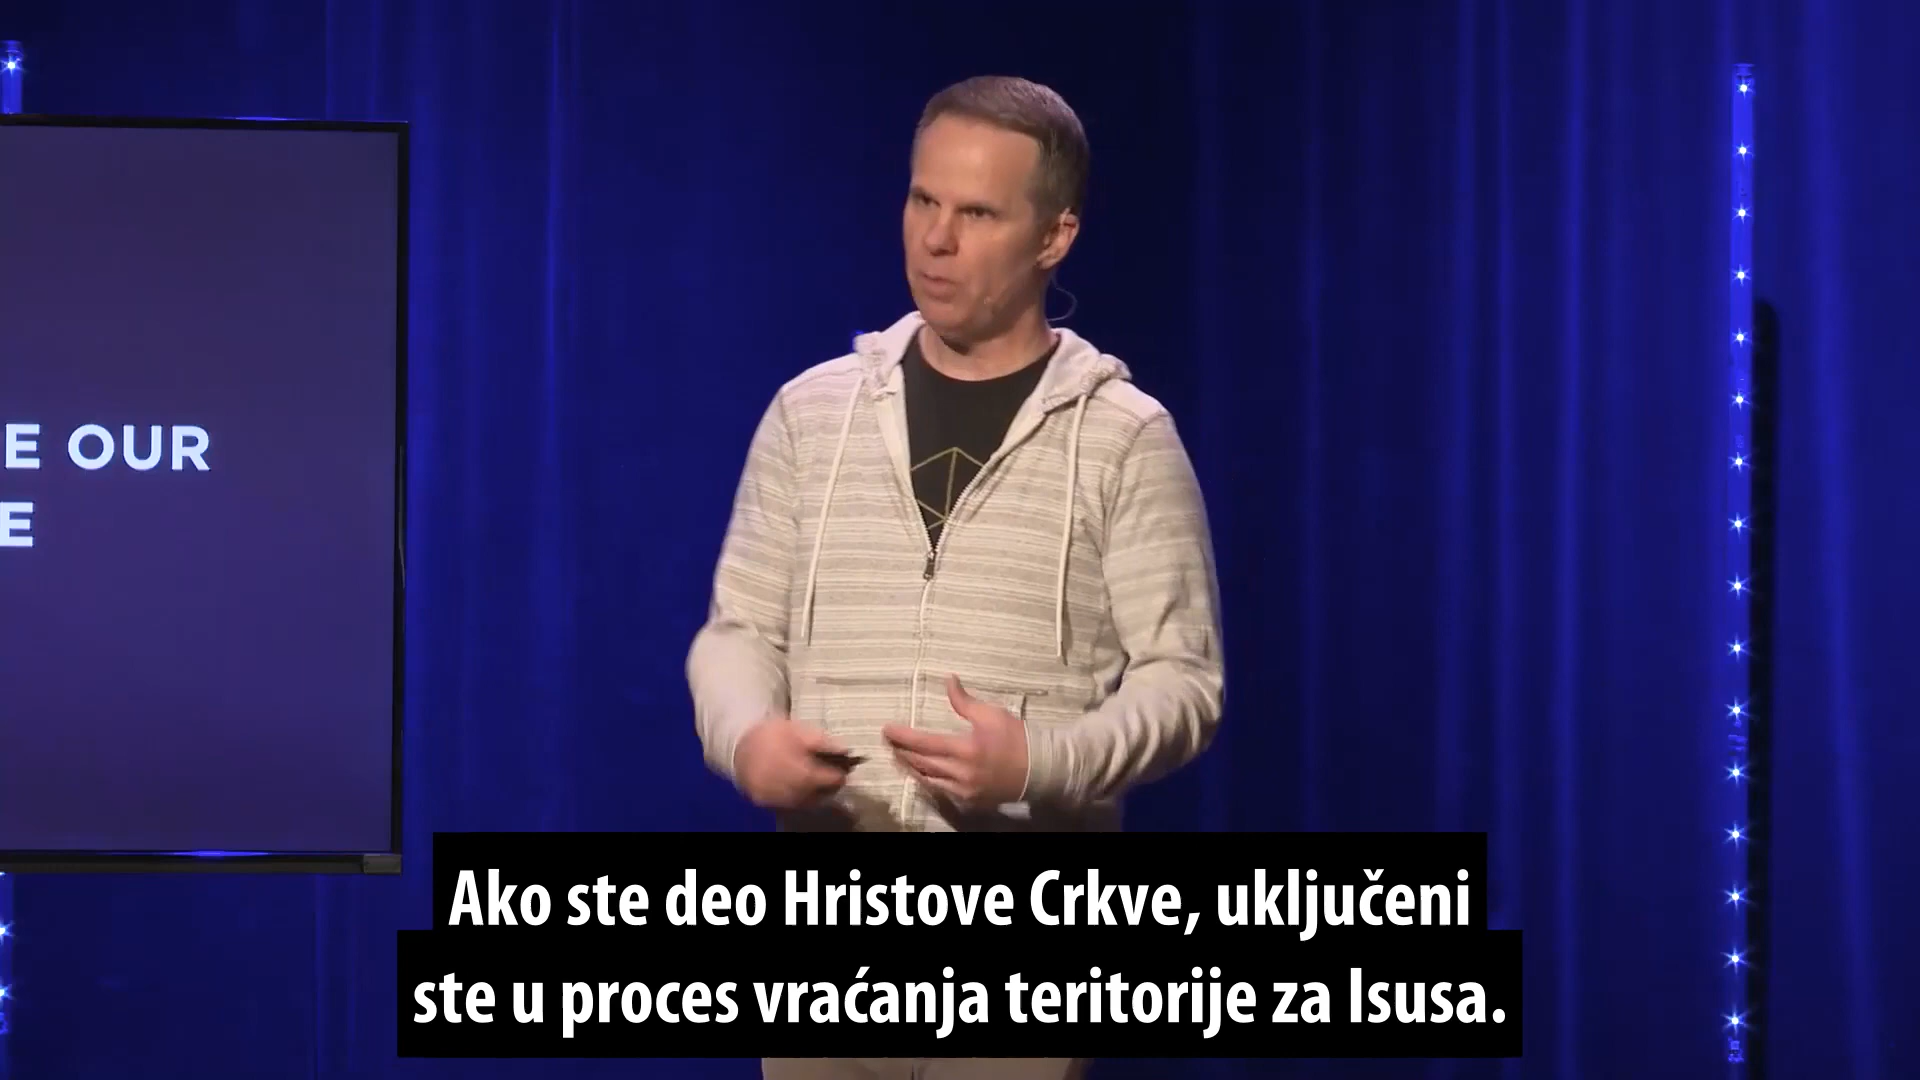 E OUR
E
Ako ste deo Hristove Crkve, uključeni
ste u proces vraćanja teritorije za Isusa.